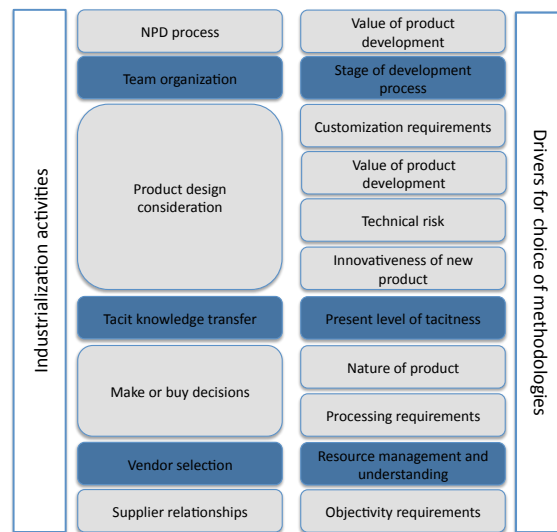 Industrialization activities
NPD process
Team organization
Product design
consideration
Tacit knowledge transfer
Make or buy decisions
Vendor selection
Supplier relationships
Value of product
development
Stage of development
process
Customization requirements
Value of product
development
Technical risk
Innovativeness of new
product
Present level of tacitness
Nature of product
Processing requirements
Resource management and
understanding
Objectivity requirements
Drivers for choice of methodologies